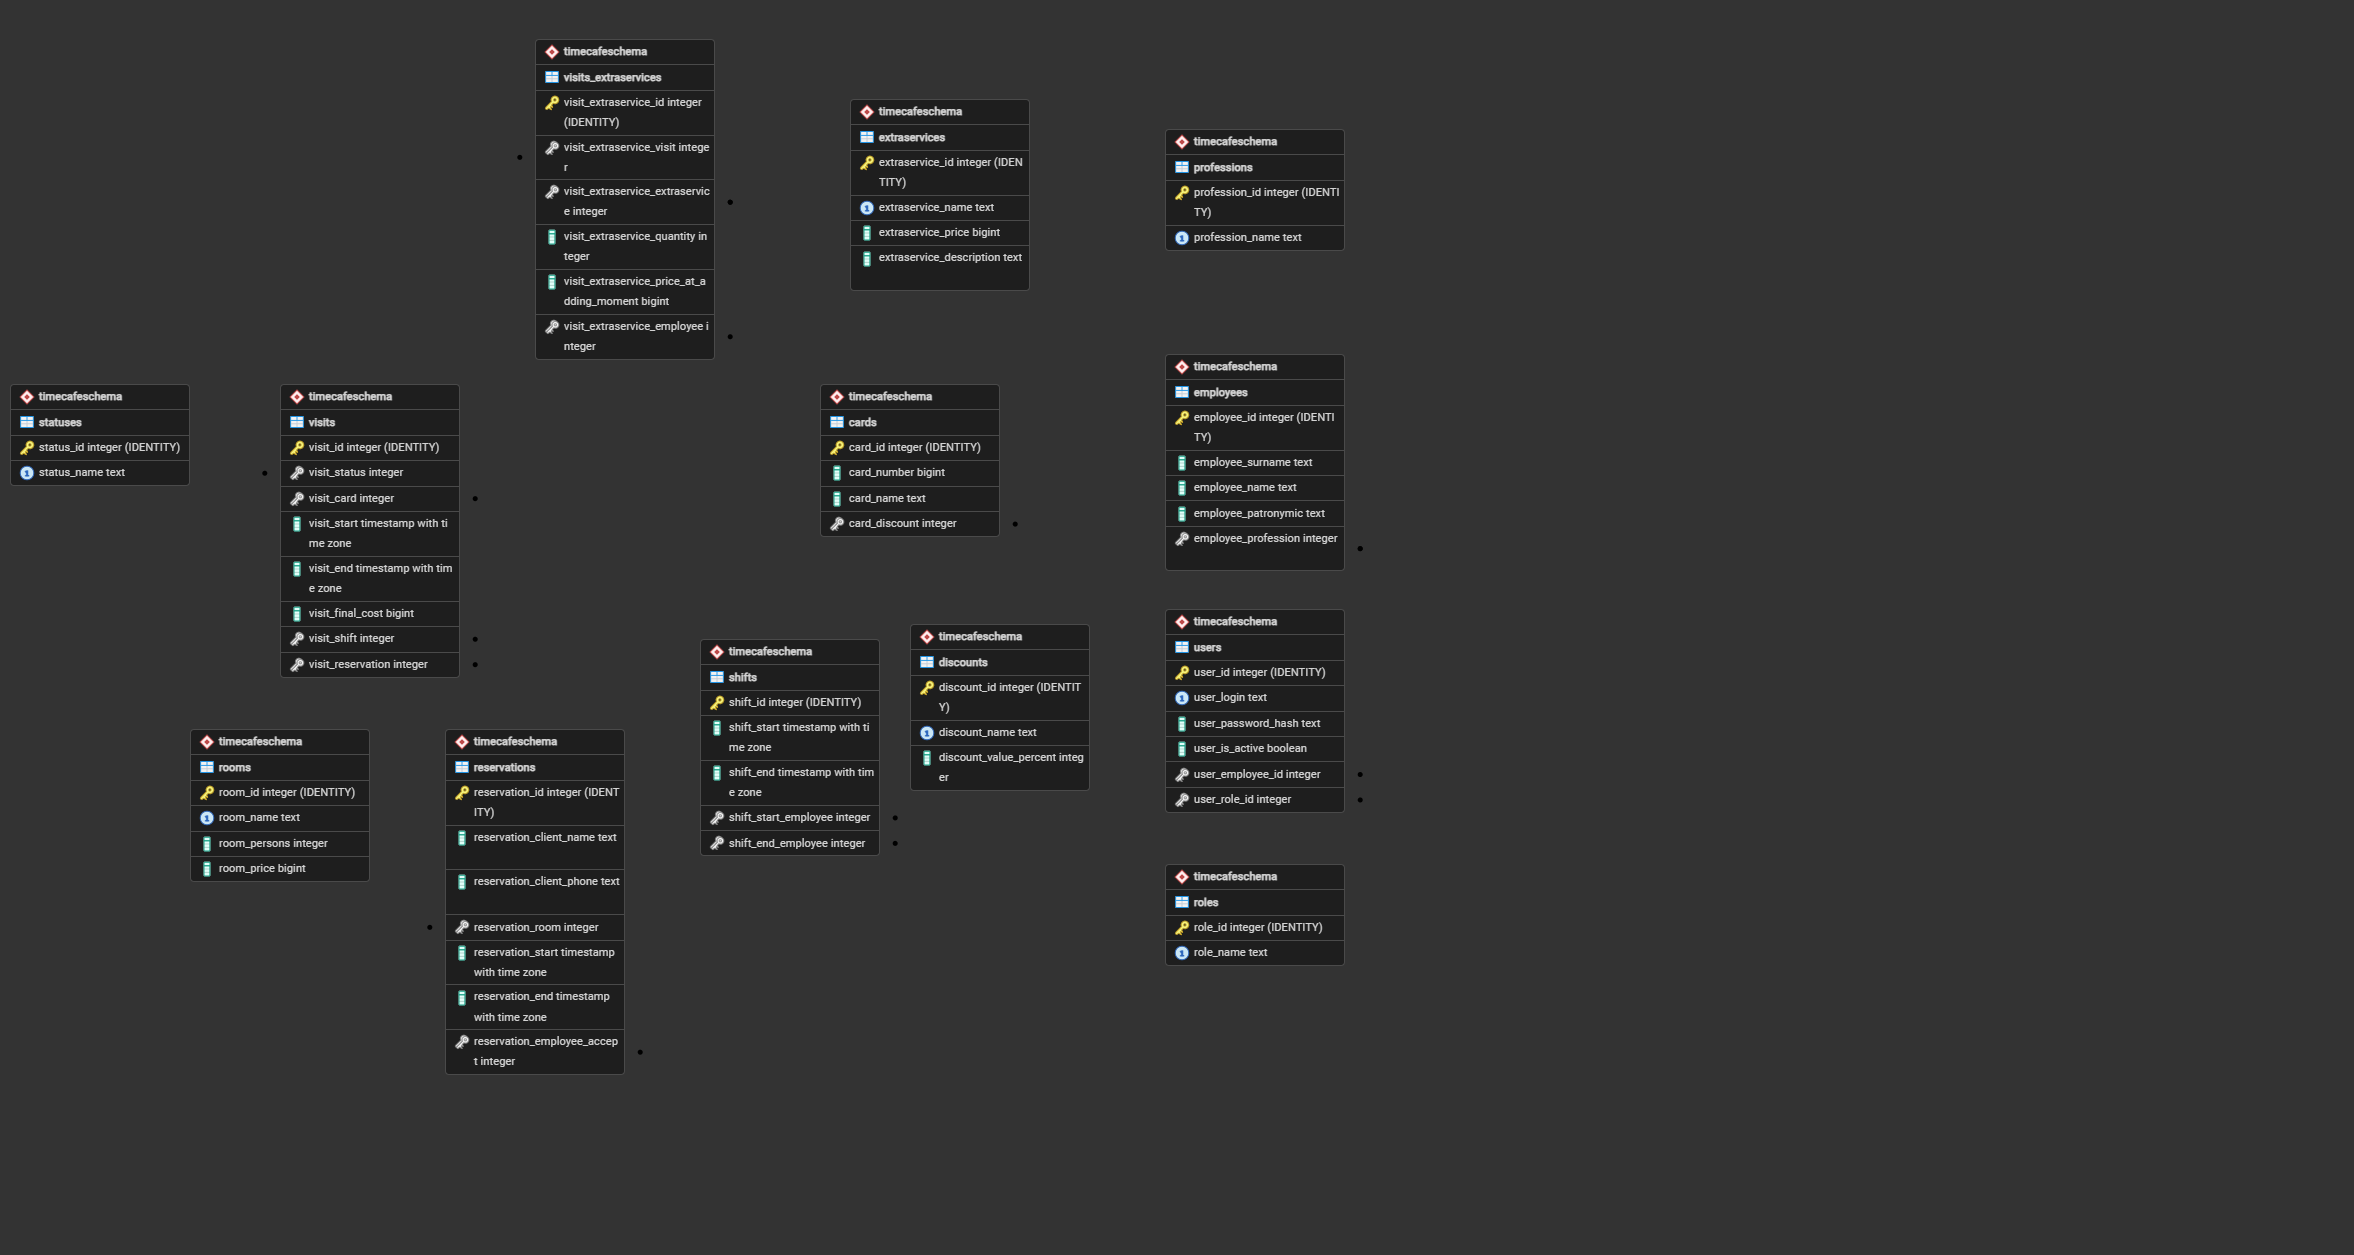 timecafeschema
visits_extraservices
visit_extraservice_id integer
(IDENTITY)
visit_extraservice_visit intege
r
visit_extraservice_extraservic
e integer
visit_extraservice_quantity in
teger
visit_extraservice_price_at_a
dding_moment bigint
visit_extraservice_employee i
nteger
timecafeschema
extraservices
extraservice_id integer (IDEN
TITY)
extraservice_name text
extraservice_price bigint
extraservice_description text
timecafeschema
professions
profession_id integer (IDENTI
TY)
profession_name text
timecafeschema
statuses
status_id integer (IDENTITY)
status_name text
timecafeschema
visits
visit_id integer (IDENTITY)
visit_status integer
visit_card integer
visit_start timestamp with ti
me zone
visit_end timestamp with tim
e zone
visit_final_cost bigint
visit_shift integer
visit_reservation integer
timecafeschema
cards
card_id integer (IDENTITY)
card_number bigint
card_name text
card_discount integer
timecafeschema
employees
employee_id integer (IDENTI
TY)
employee_surname text
employee_name text
employee_patronymic text
employee_profession integer
timecafeschema
rooms
room_id integer (IDENTITY)
room_name text
room_persons integer
room_price bigint
timecafeschema
reservations
reservation_id integer (IDENT
ITY)
reservation_client_name text
reservation_client_phone text
reservation_room integer
reservation_start timestamp
with time zone
reservation_end timestamp
with time zone
reservation_employee_accep
t integer
timecafeschema
shifts
shift_id integer (IDENTITY)
shift_start timestamp with ti
me zone
shift_end timestamp with tim
e zone
shift_start_employee integer
shift_end_employee integer
timecafeschema
discounts
discount_id integer (IDENTIT
Y)
discount_name text
discount_value_percent integ
er
timecafeschema
users
user_id integer (IDENTITY)
user_login text
user_password_hash text
user_is_active boolean
user_employee_id integer
user_role_id integer
timecafeschema
roles
role_id integer (IDENTITY)
role_name text